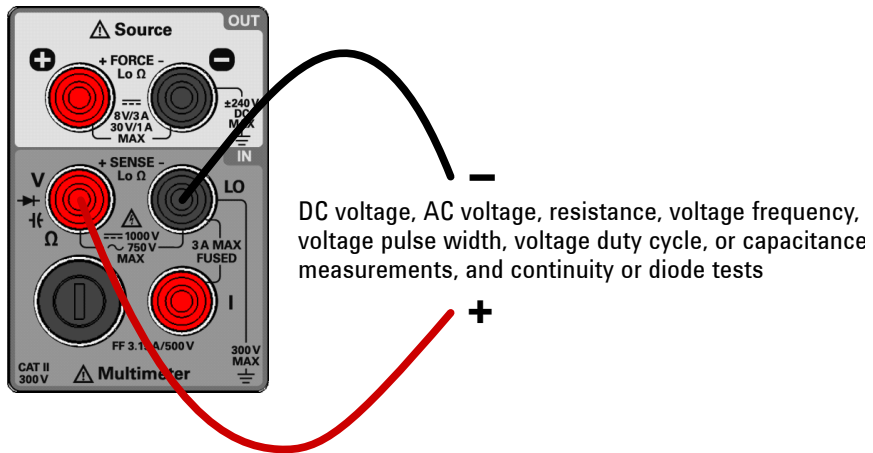 OUT
⚠ Source
+ − 
+ FORCE -
Lo Ω
±240 V
DC
MAX
8V/3A
30V/1A
MAX
IN
+ SENSE -
Lo Ω
V
LO
Ω
1000V
750V
MAX
3A MAX
FUSED
I
FF 3.15A/500V
300V
MAX
CAT II
300V
⚠ Multimeter
−
DC voltage, AC voltage, resistance, voltage frequency,
voltage pulse width, voltage duty cycle, or capacitance
measurements, and continuity or diode tests
+